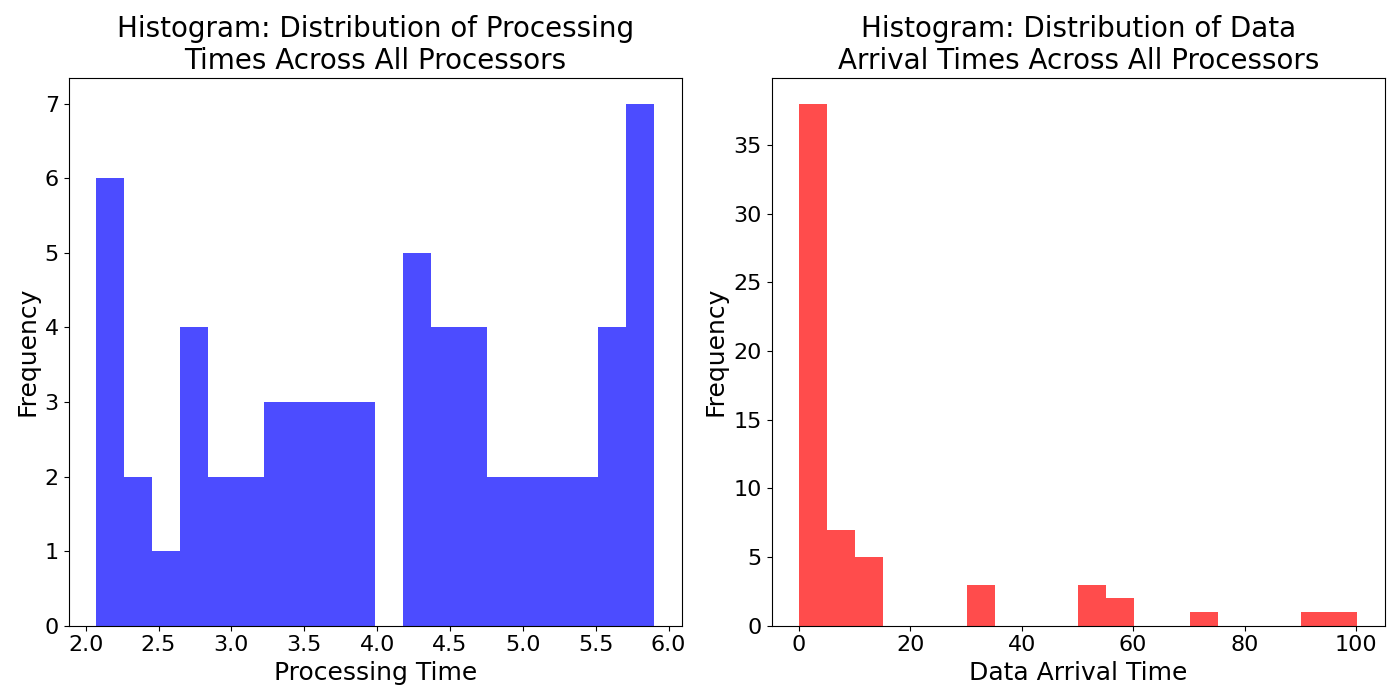 Histogram: Distribution of Processing
Times Across All Processors
7
6
5
4
3
2
1
0
Frequency
2.0 2.5 3.0 3.5 4.0 4.5 5.0 5.5 6.0
Processing Time
Histogram: Distribution of Data
Arrival Times Across All Processors
35
30
25
20
15
10
5
0
Frequency
0 20 40 60 80 100
Data Arrival Time